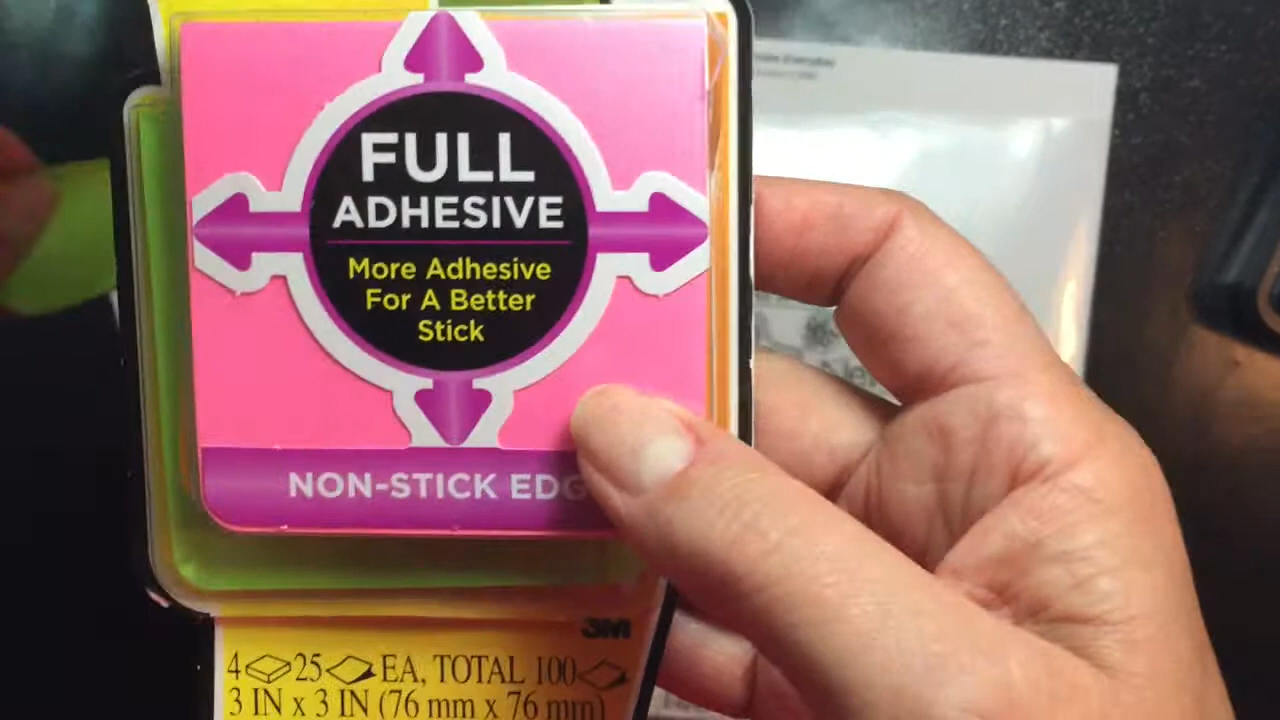 FULL
ADHESIVE
More Adhesive
For A Better
Stick
NON-STICK EDG
3M
4 25 EA, TOTAL 100
3 IN x 3 IN (76 mm x 76 mm)